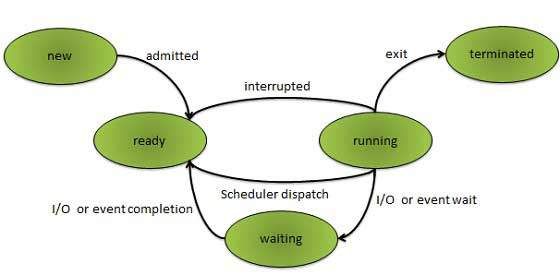 new
admitted
exit
terminated
interrupted
ready
running
Scheduler dispatch
I/O or event completion
I/O or event wait
waiting